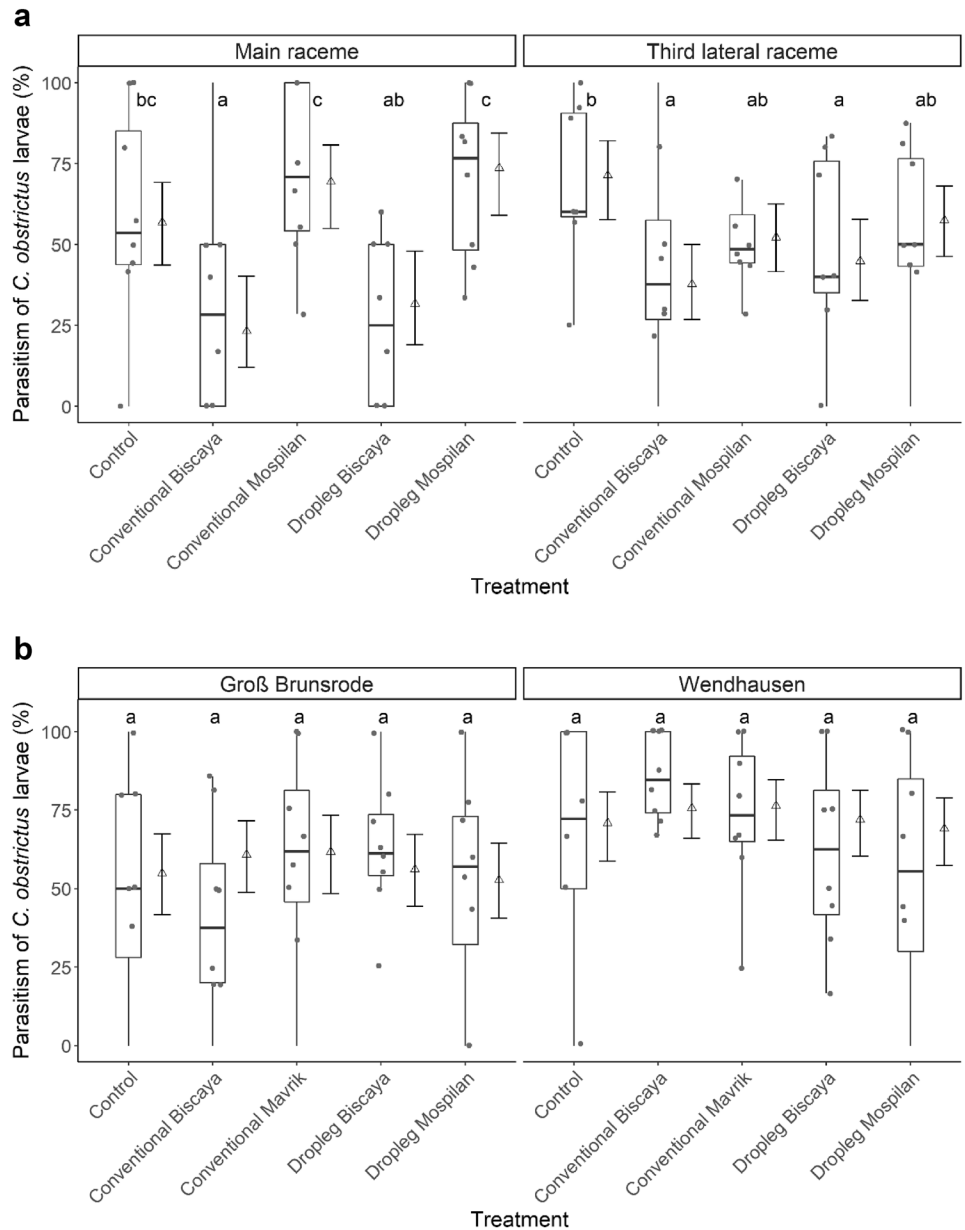 a
Main raceme
Third lateral raceme
Parasitism of C. obstrictus larvae (%)
100
75
50
25
0
bc
a
c
ab
c
b
a
ab
a
ab
Control
Conventional Biscaya
Conventional Mospilan
Dropleg Biscaya
Dropleg Mospilan
Control
Conventional Biscaya
Conventional Mospilan
Dropleg Biscaya
Dropleg Mospilan
Treatment
b
Groß Brunsrode
Wendhausen
Parasitism of C. obstrictus larvae (%)
100
75
50
25
0
a
a
a
a
a
a
a
a
a
a
Control
Conventional Biscaya
Conventional Mavrik
Dropleg Biscaya
Dropleg Mospilan
Control
Conventional Biscaya
Conventional Mavrik
Dropleg Biscaya
Dropleg Mospilan
Treatment